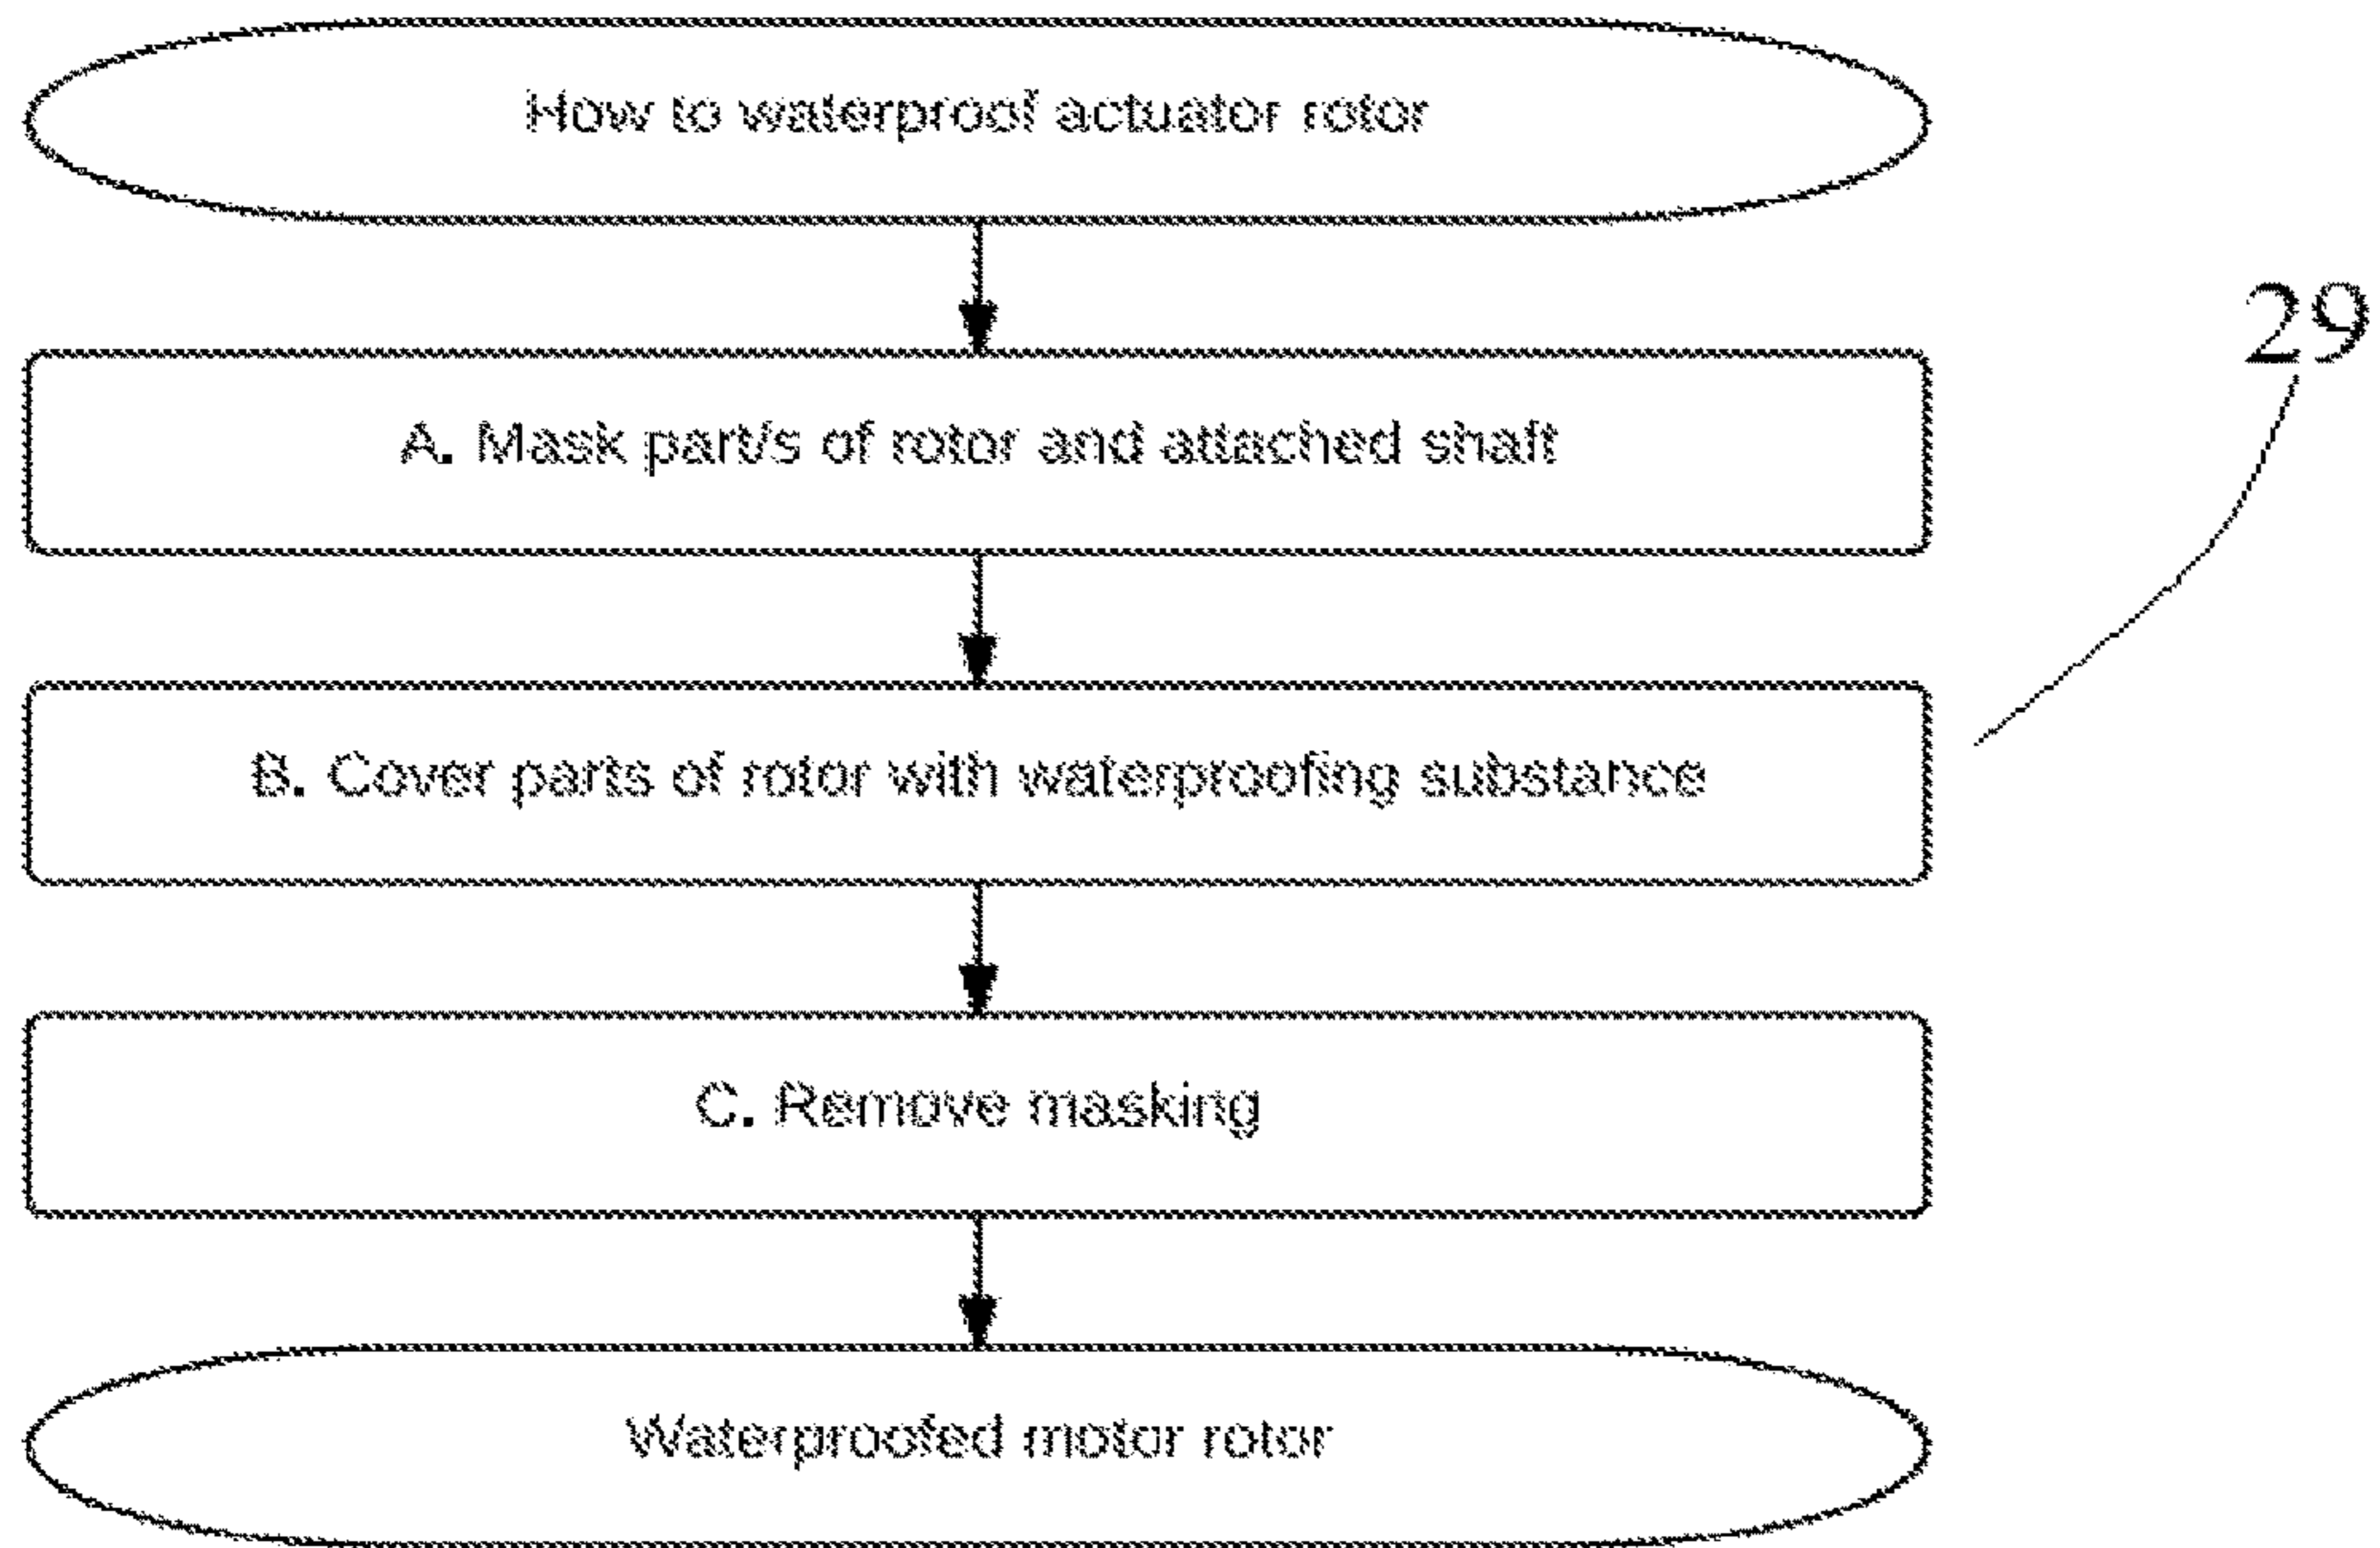 How to waterproof actuator rotor
29
A. Mask part/s of rotor and attached shaft
B. Cover parts of rotor with waterproofing substance
C. Remove masking
Waterproofed motor rotor